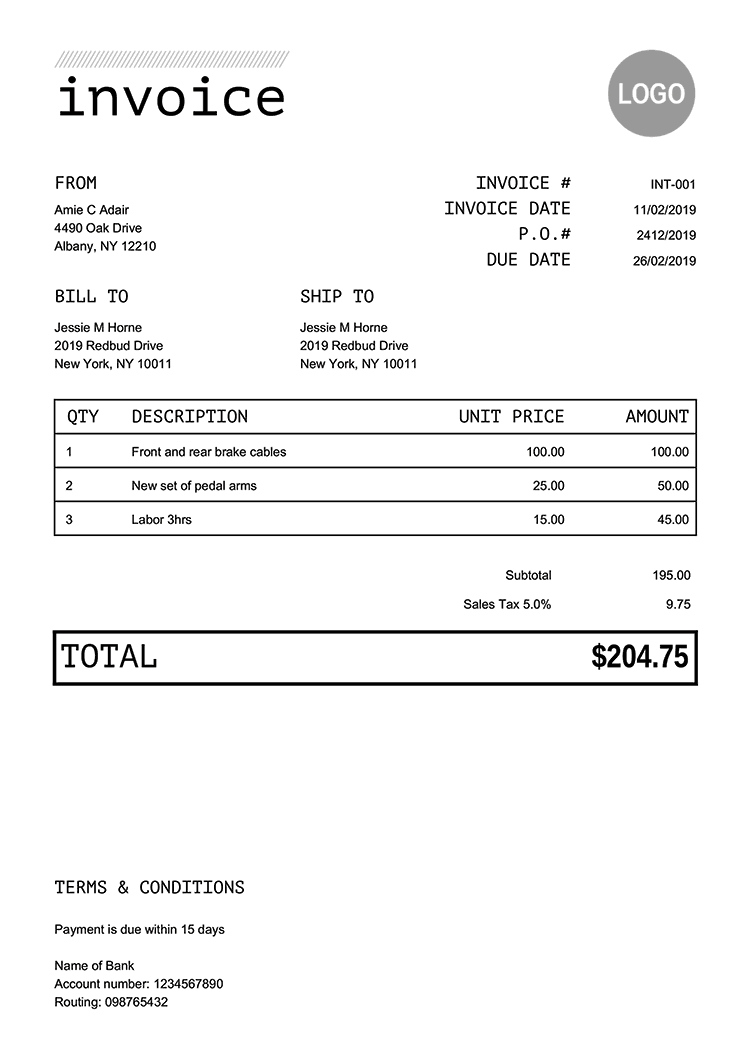 invoice
LOGO
FROM
Amie C Adair
4490 Oak Drive
Albany, NY 12210
INVOICE # INT-001
INVOICE DATE 11/02/2019
P.O.# 2412/2019
DUE DATE 26/02/2019
BILL TO
Jessie M Horne
2019 Redbud Drive
New York, NY 10011
SHIP TO
Jessie M Horne
2019 Redbud Drive
New York, NY 10011
QTY DESCRIPTION UNIT PRICE AMOUNT
1 Front and rear brake cables 100.00 100.00
2 New set of pedal arms 25.00 50.00
3 Labor 3hrs 15.00 45.00
Subtotal 195.00
Sales Tax 5.0% 9.75
TOTAL $204.75
TERMS & CONDITIONS
Payment is due within 15 days
Name of Bank
Account number: 1234567890
Routing: 098765432